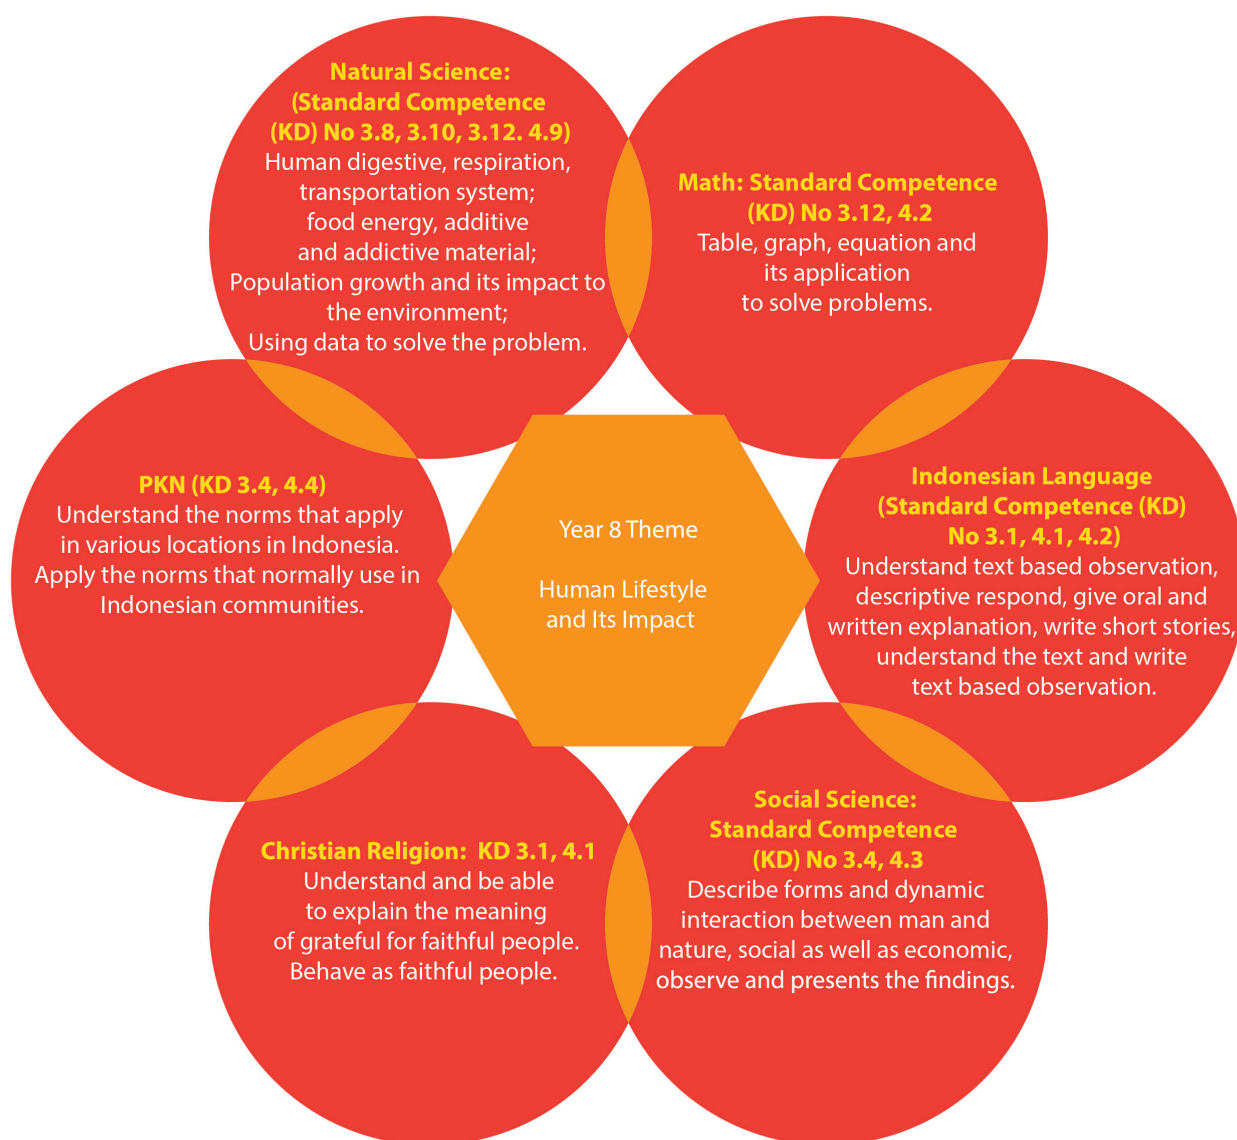 Natural Science:
(Standard Competence
(KD) No 3.8, 3.10, 3.12. 4.9)
Human digestive, respiration,
transportation system;
food energy, additive
and addictive material;
Population growth and its impact to
the environment;
Using data to solve the problem.
Math: Standard Competence
(KD) No 3.12, 4.2
Table, graph, equation and
its application
to solve problems.
PKN (KD 3.4, 4.4)
Understand the norms that apply
in various locations in Indonesia.
Apply the norms that normally use in
Indonesian communities.
Year 8 Theme
Human Lifestyle
and Its Impact
Indonesian Language
(Standard Competence (KD)
No 3.1, 4.1, 4.2)
Understand text based observation,
descriptive respond, give oral and
written explanation, write short stories,
understand the text and write
text based observation.
Christian Religion: KD 3.1, 4.1
Understand and be able
to explain the meaning
of grateful for faithful people.
Behave as faithful people.
Social Science:
Standard Competence
(KD) No 3.4, 4.3
Describe forms and dynamic
interaction between man and
nature, social as well as economic,
observe and presents the findings.